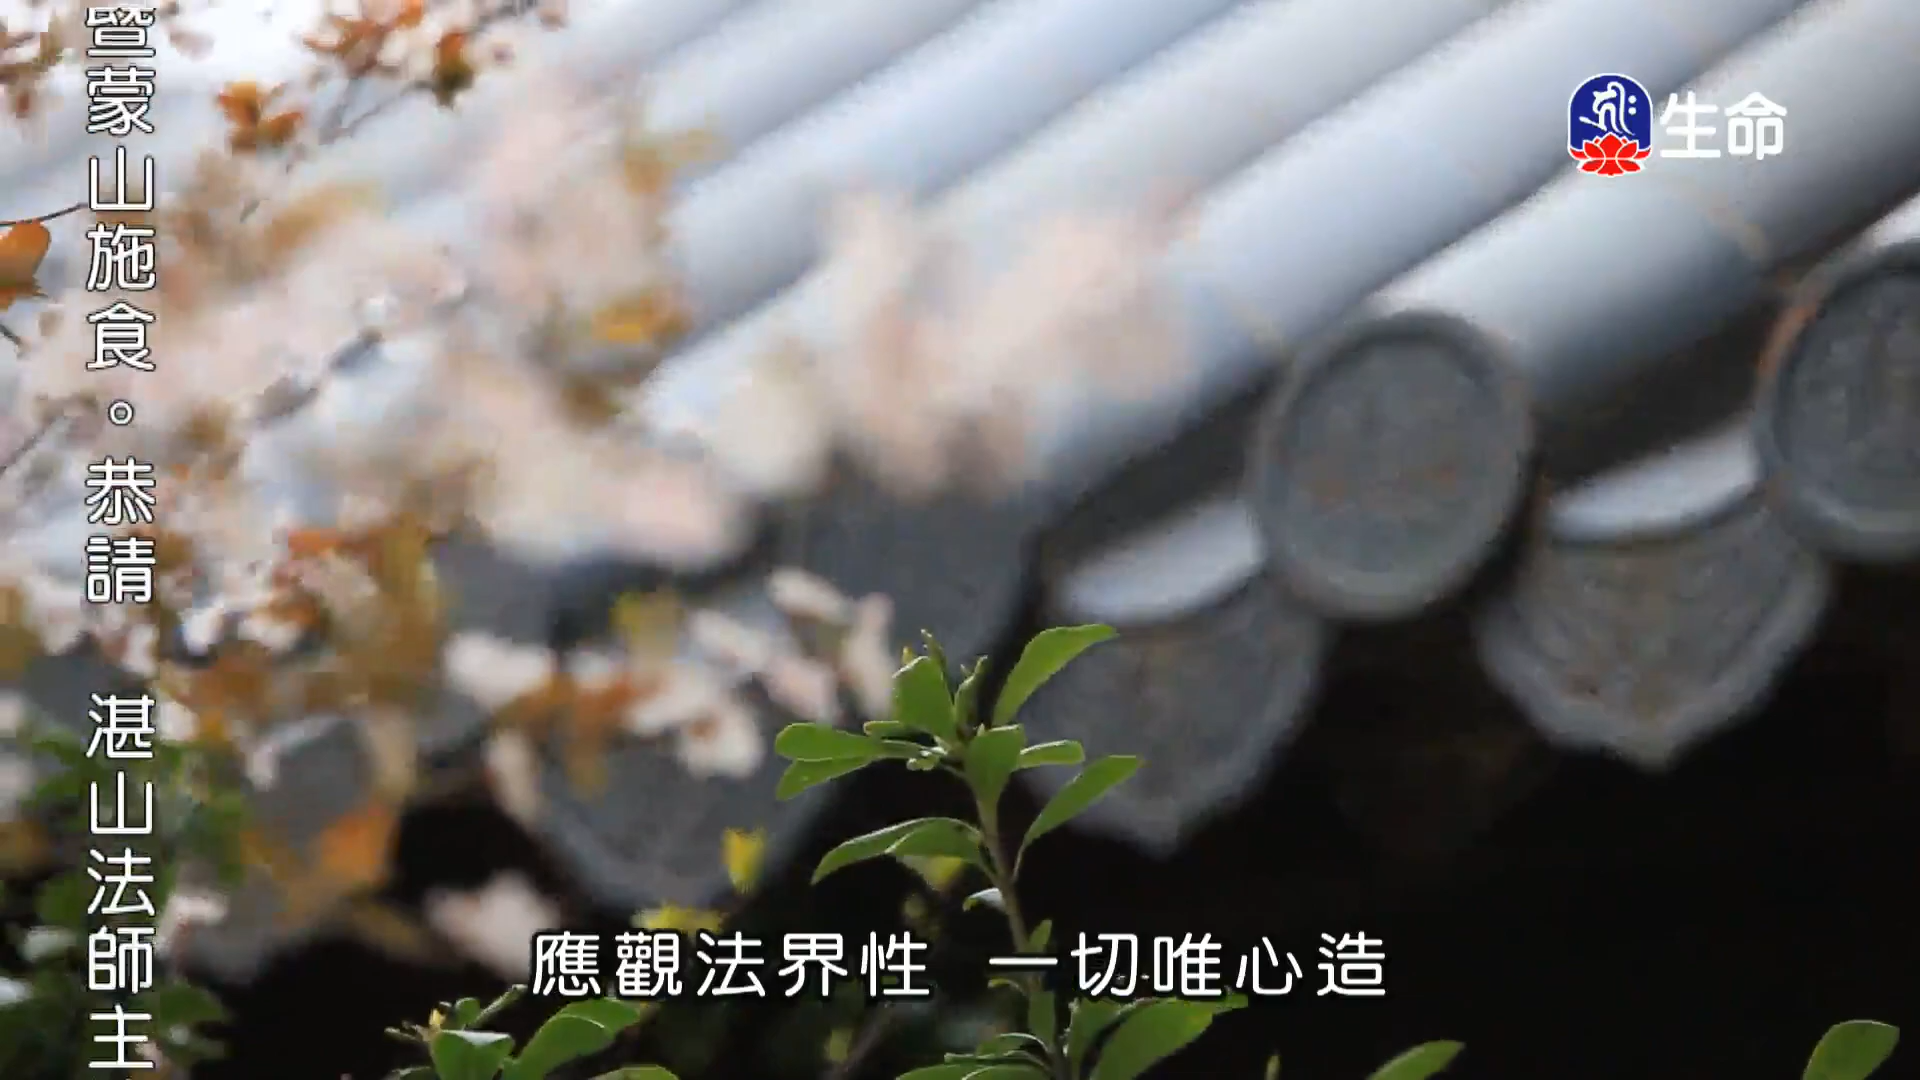 暨蒙山施食。恭請 湛山法師主
生命
應觀法界性 一切唯心造